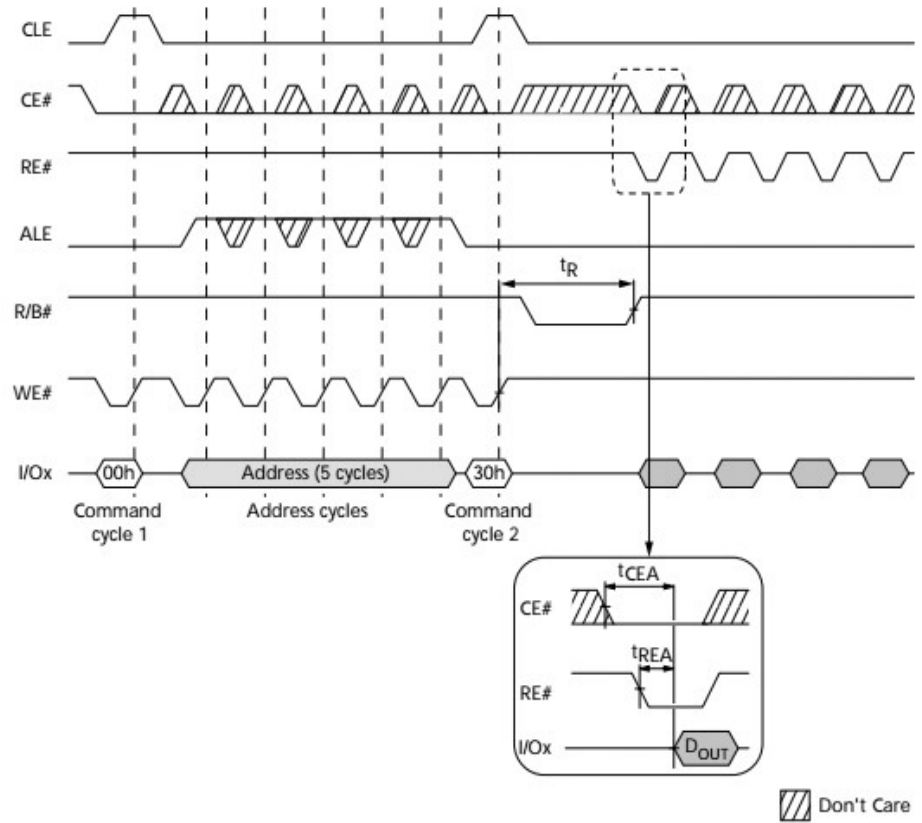 CLE
CE#
RE#
ALE
tR
R/B#
WE#
I/Ox
00h
Address (5 cycles)
30h
Command
cycle 1
Address cycles
Command
cycle 2
tCEA
CE#
tREA
RE#
I/Ox
DOUT
Don't Care